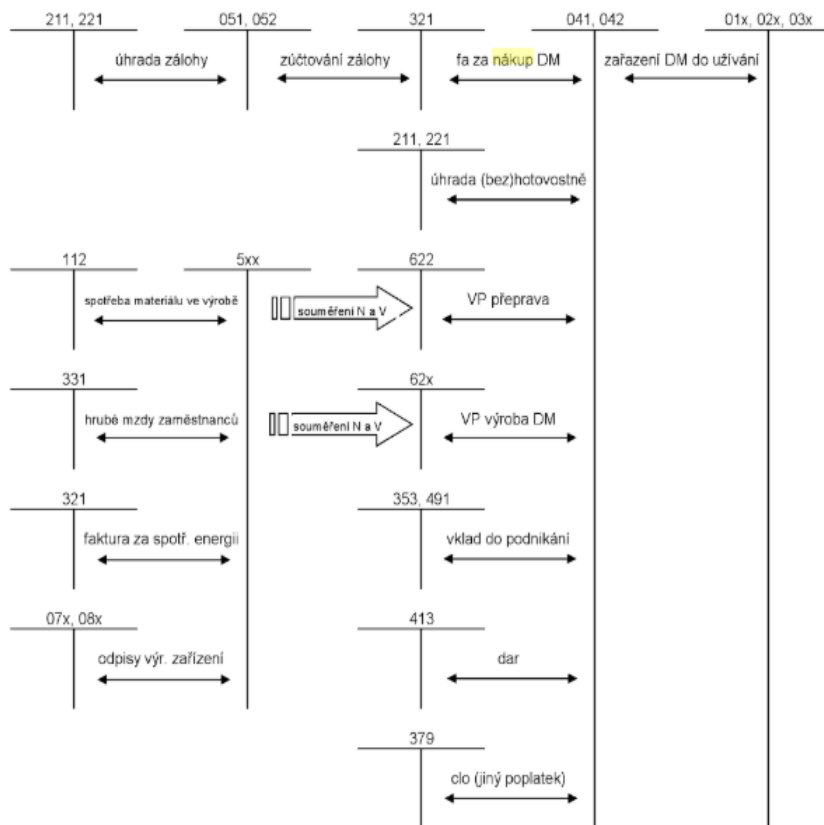 211, 221 051, 052 321 041, 042 01x, 02x, 03x
úhrada zálohy zúčtování zálohy fa za nákup DM zařazení DM do užívání
211, 221
úhrada (bez)hotovostně
112 5xx 622
spotřeba materiálu ve výrobě souměření N a V VP přeprava
331 62x
hrubé mzdy zaměstnanců souměření N a V VP výroba DM
321 353, 491
faktura za spotř. energii vklad do podnikání
07x, 08x 413
odpisy výr. zařízení dar
379
clo (jiný poplatek)